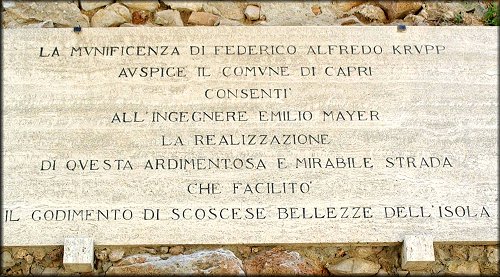 LA MVNIFICENZA DI FEDERICO ALFREDO KRVPP
AVSPICE IL COMVNE DI CAPRI
CONSENTI'
ALL'INGEGNERE EMILIO MAYER
LA REALIZZAZIONE
DI QVESTA ARDIMENTOSA E MIRABILE STRADA
CHE FACILITO'
IL GODIMENTO DI SCOSCESE BELLEZZE DELL'ISOLA